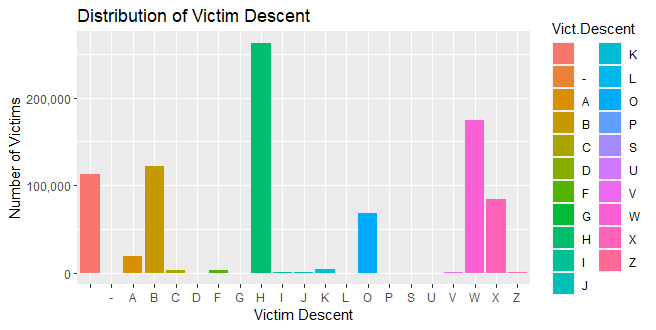 Distribution of Victim Descent
Number of Victims
200,000
100,000
0
- A B C D F G H I J K L O P S U V W X Z
Victim Descent
Vict.Descent
-
A
B
C
D
F
G
H
I
J
K
L
O
P
S
U
V
W
X
Z